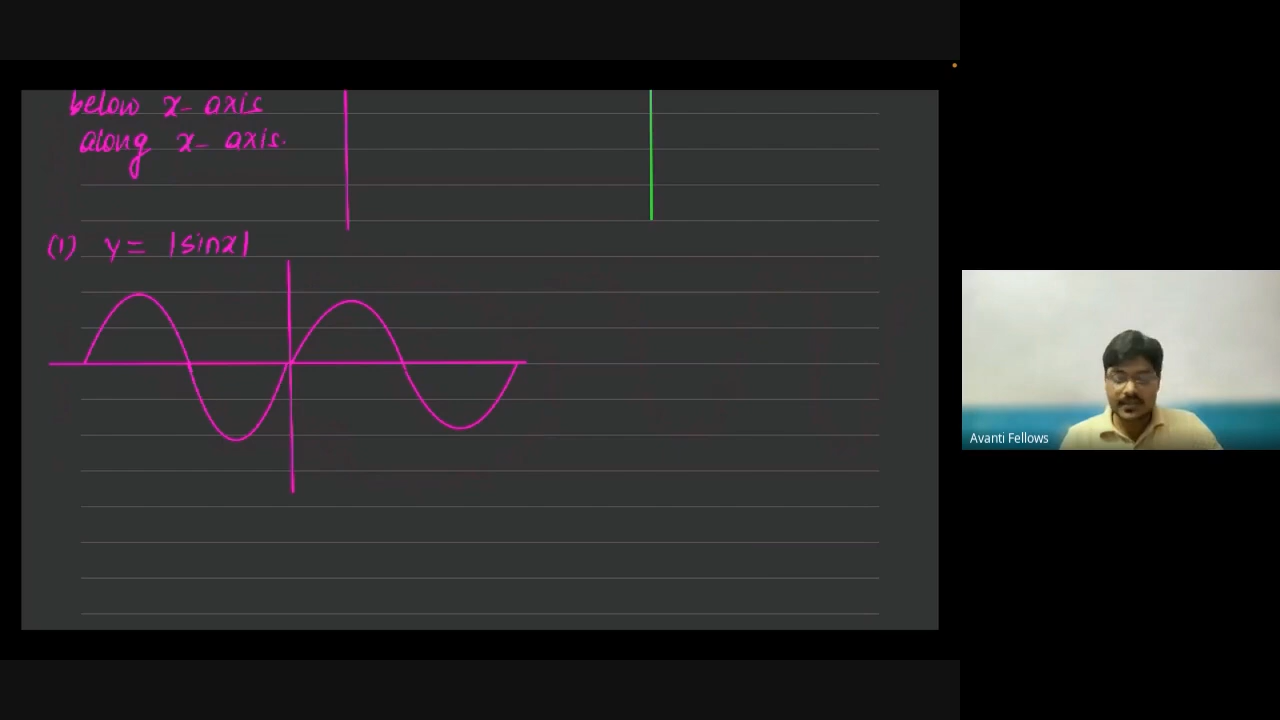 below x- axis
along x- axis.
(1) y = |sinx|
Avanti Fellows